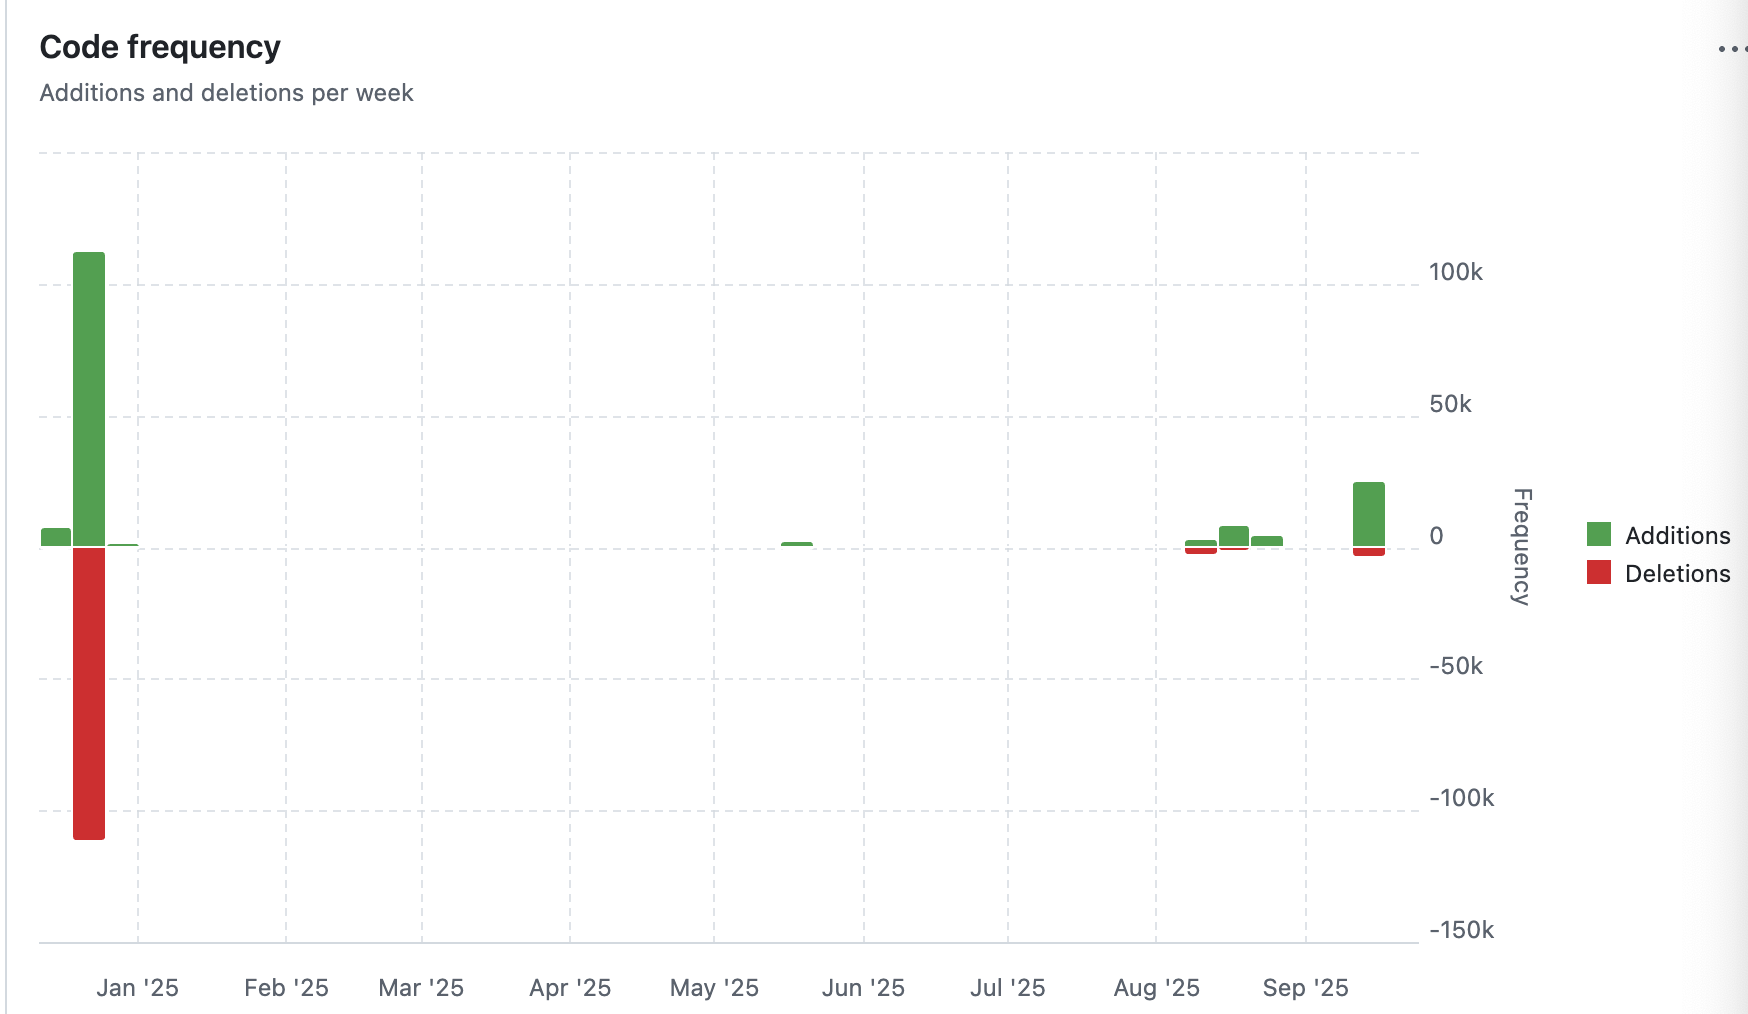 Code frequency
Additions and deletions per week
100k
50k
0
-50k
-100k
-150k
Frequency
Additions
Deletions
Jan '25 Feb '25 Mar '25 Apr '25 May '25 Jun '25 Jul '25 Aug '25 Sep '25